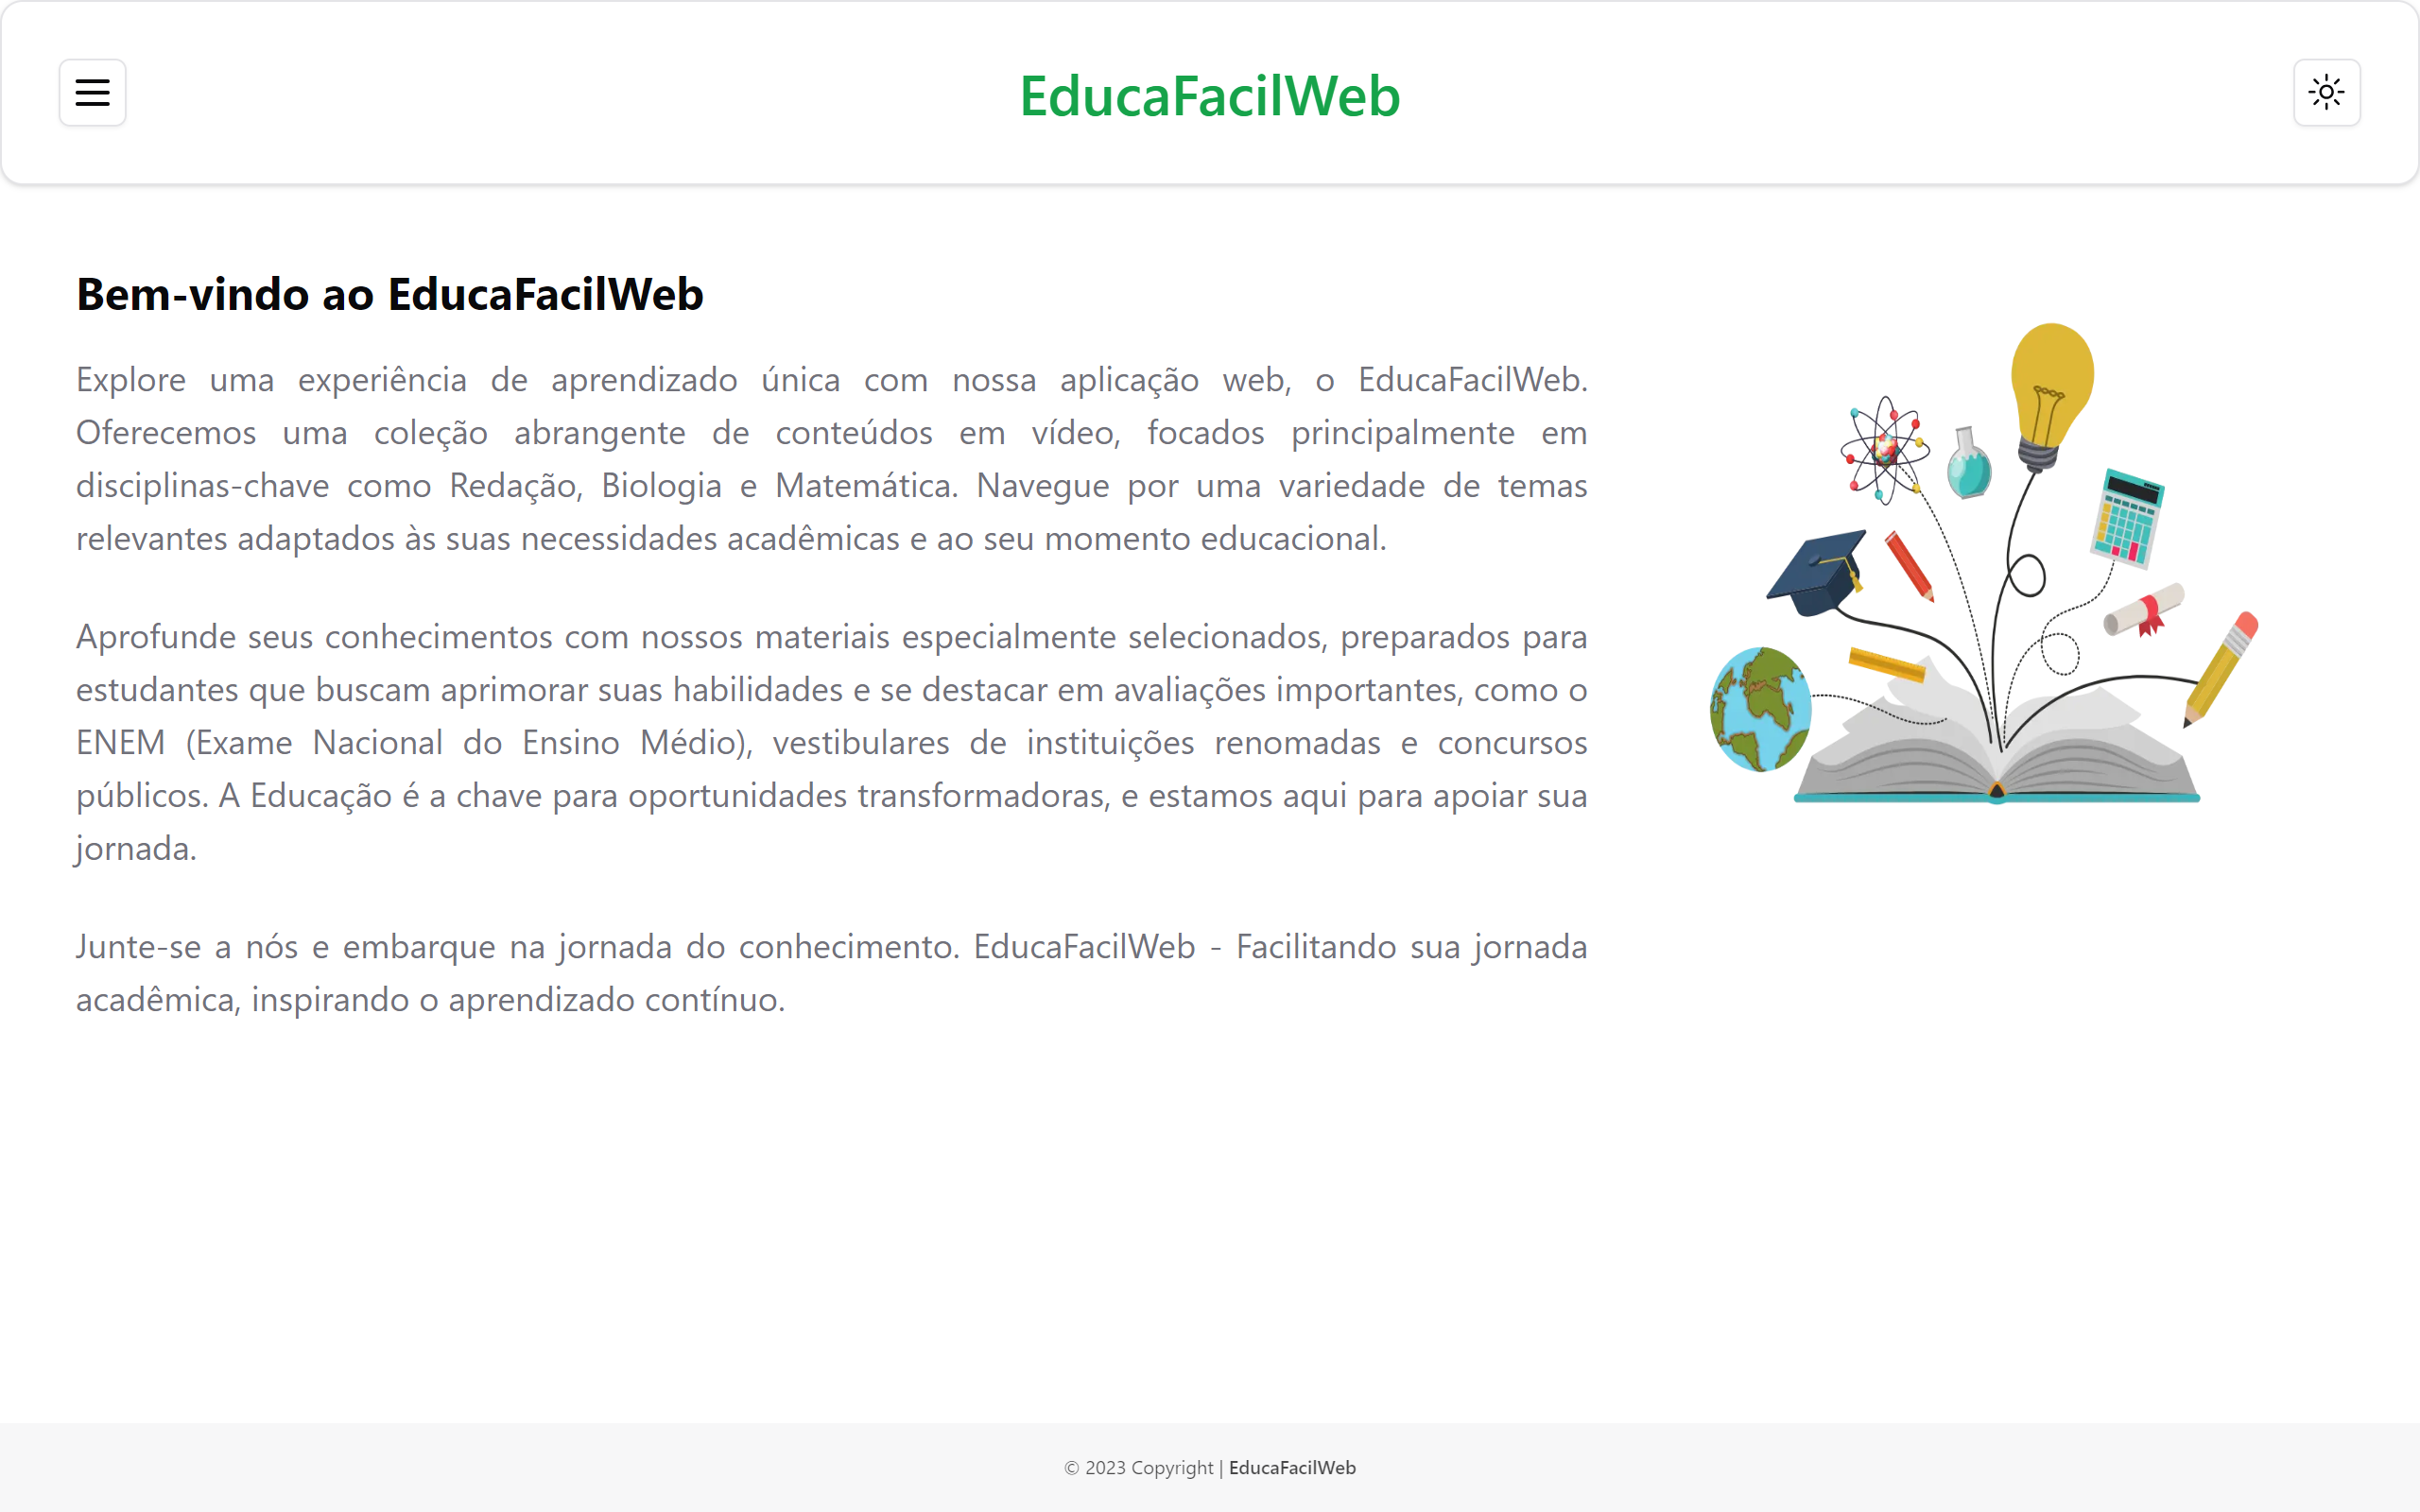 EducaFacilWeb
Bem-vindo ao EducaFacilWeb
Explore uma experiência de aprendizado única com nossa aplicação web, o EducaFacilWeb.
Oferecemos uma coleção abrangente de conteúdos em vídeo, focados principalmente em
disciplinas-chave como Redação, Biologia e Matemática. Navegue por uma variedade de temas
relevantes adaptados às suas necessidades acadêmicas e ao seu momento educacional.
Aprofunde seus conhecimentos com nossos materiais especialmente selecionados, preparados para
estudantes que buscam aprimorar suas habilidades e se destacar em avaliações importantes, como o
ENEM (Exame Nacional do Ensino Médio), vestibulares de instituições renomadas e concursos
públicos. A Educação é a chave para oportunidades transformadoras, e estamos aqui para apoiar sua
jornada.
Junte-se a nós e embarque na jornada do conhecimento. EducaFacilWeb - Facilitando sua jornada
acadêmica, inspirando o aprendizado contínuo.
© 2023 Copyright | EducaFacilWeb